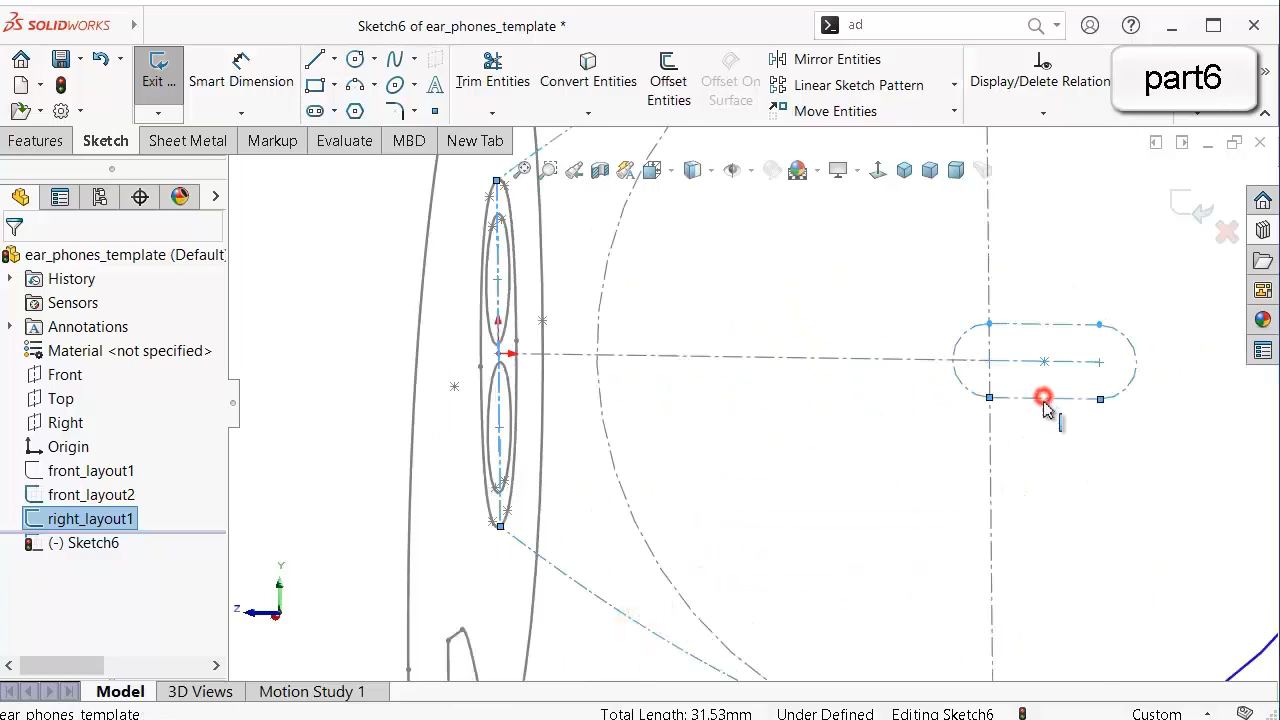 SOLIDWORKS
Sketch6 of ear_phones_template *
ad
Exit ...
Smart Dimension
Trim Entities
Convert Entities
Offset Entities
Offset On Surface
Mirror Entities
Linear Sketch Pattern
Move Entities
Display/Delete Relations
part6
Features
Sketch
Sheet Metal
Markup
Evaluate
MBD
New Tab
ear_phones_template (Default)
History
Sensors
Annotations
Material <not specified>
Front
Top
Right
Origin
front_layout1
front_layout2
right_layout1
(-) Sketch6
Y
Z
Model
3D Views
Motion Study 1
ear_phones_template
Total Length: 31.53mm
Under Defined
Editing Sketch6
Custom